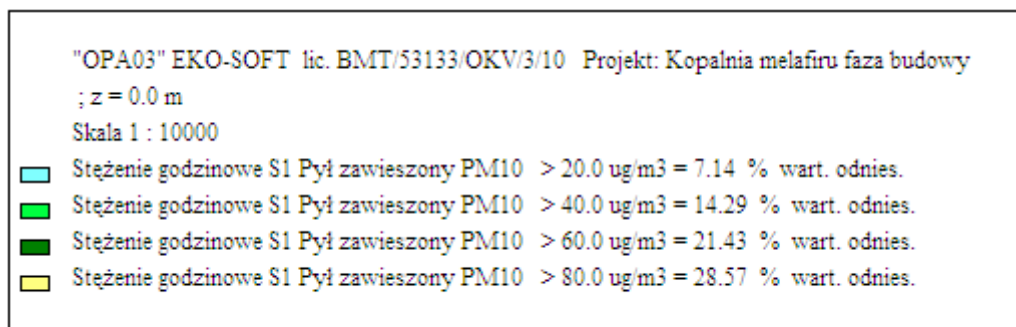 "OPA03" EKO-SOFT lic. BMT/53133/OKV/3/10 Projekt: Kopalnia melafiru faza budowy
; z = 0.0 m
Skala 1 : 10000
Stężenie godzinowe S1 Pył zawieszony PM10 > 20.0 ug/m3 = 7.14 % wart. odnies.
Stężenie godzinowe S1 Pył zawieszony PM10 > 40.0 ug/m3 = 14.29 % wart. odnies.
Stężenie godzinowe S1 Pył zawieszony PM10 > 60.0 ug/m3 = 21.43 % wart. odnies.
Stężenie godzinowe S1 Pył zawieszony PM10 > 80.0 ug/m3 = 28.57 % wart. odnies.